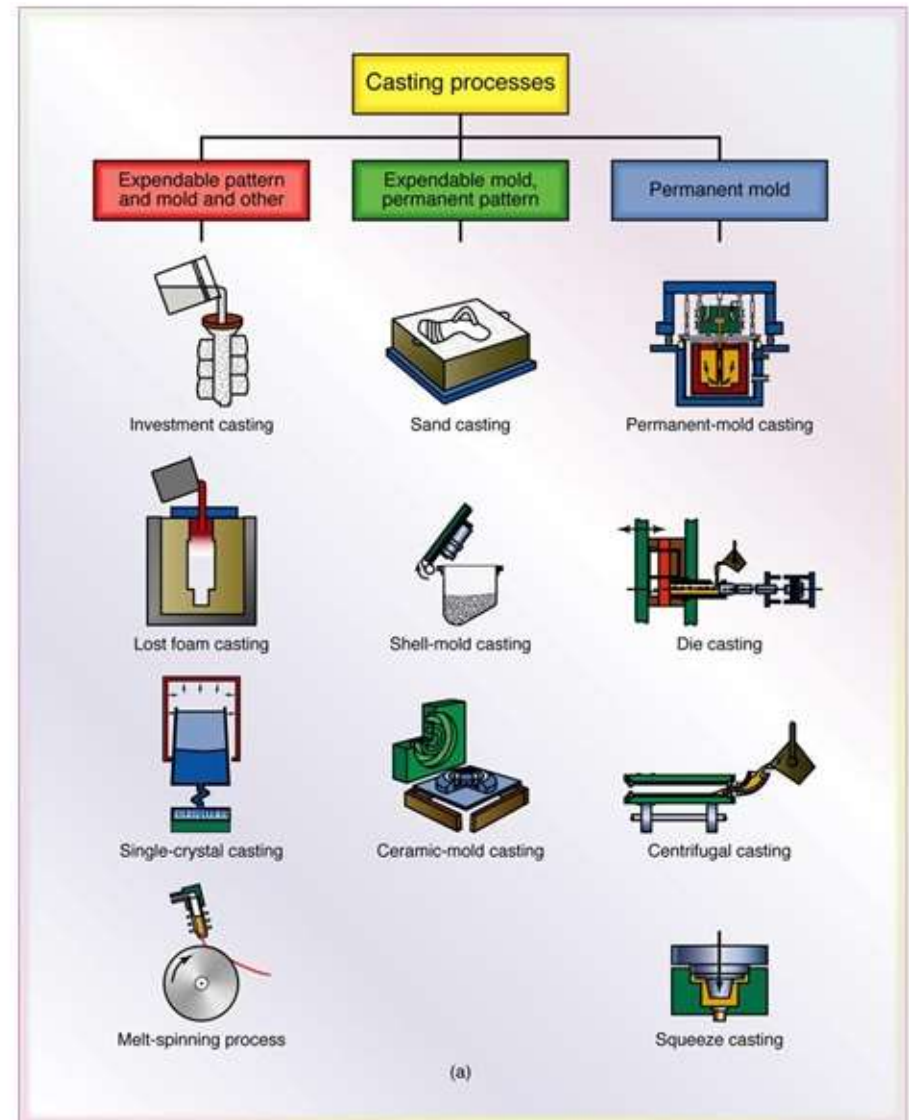 Casting processes
Expendable pattern
and mold and other
Expendable mold,
permanent pattern
Permanent mold
Investment casting
Sand casting
Permanent-mold casting
Lost foam casting
Shell-mold casting
Die casting
Single-crystal casting
Ceramic-mold casting
Centrifugal casting
Melt-spinning process
Squeeze casting
(a)